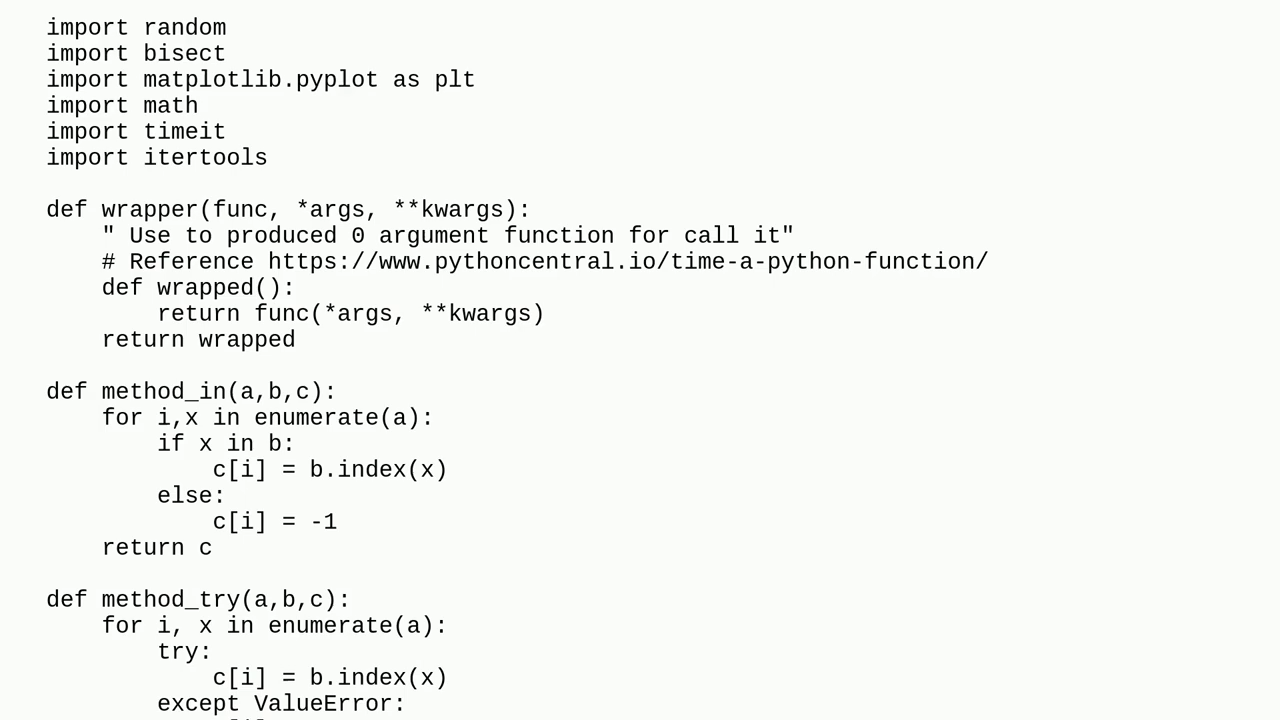 import random
import bisect
import matplotlib.pyplot as plt
import math
import timeit
import itertools

def wrapper(func, *args, **kwargs):
    " Use to produced 0 argument function for call it"
    # Reference https://www.pythoncentral.io/time-a-python-function/
    def wrapped():
        return func(*args, **kwargs)
    return wrapped

def method_in(a,b,c):
    for i,x in enumerate(a):
        if x in b:
            c[i] = b.index(x)
        else:
            c[i] = -1
    return c

def method_try(a,b,c):
    for i, x in enumerate(a):
        try:
            c[i] = b.index(x)
        except ValueError: